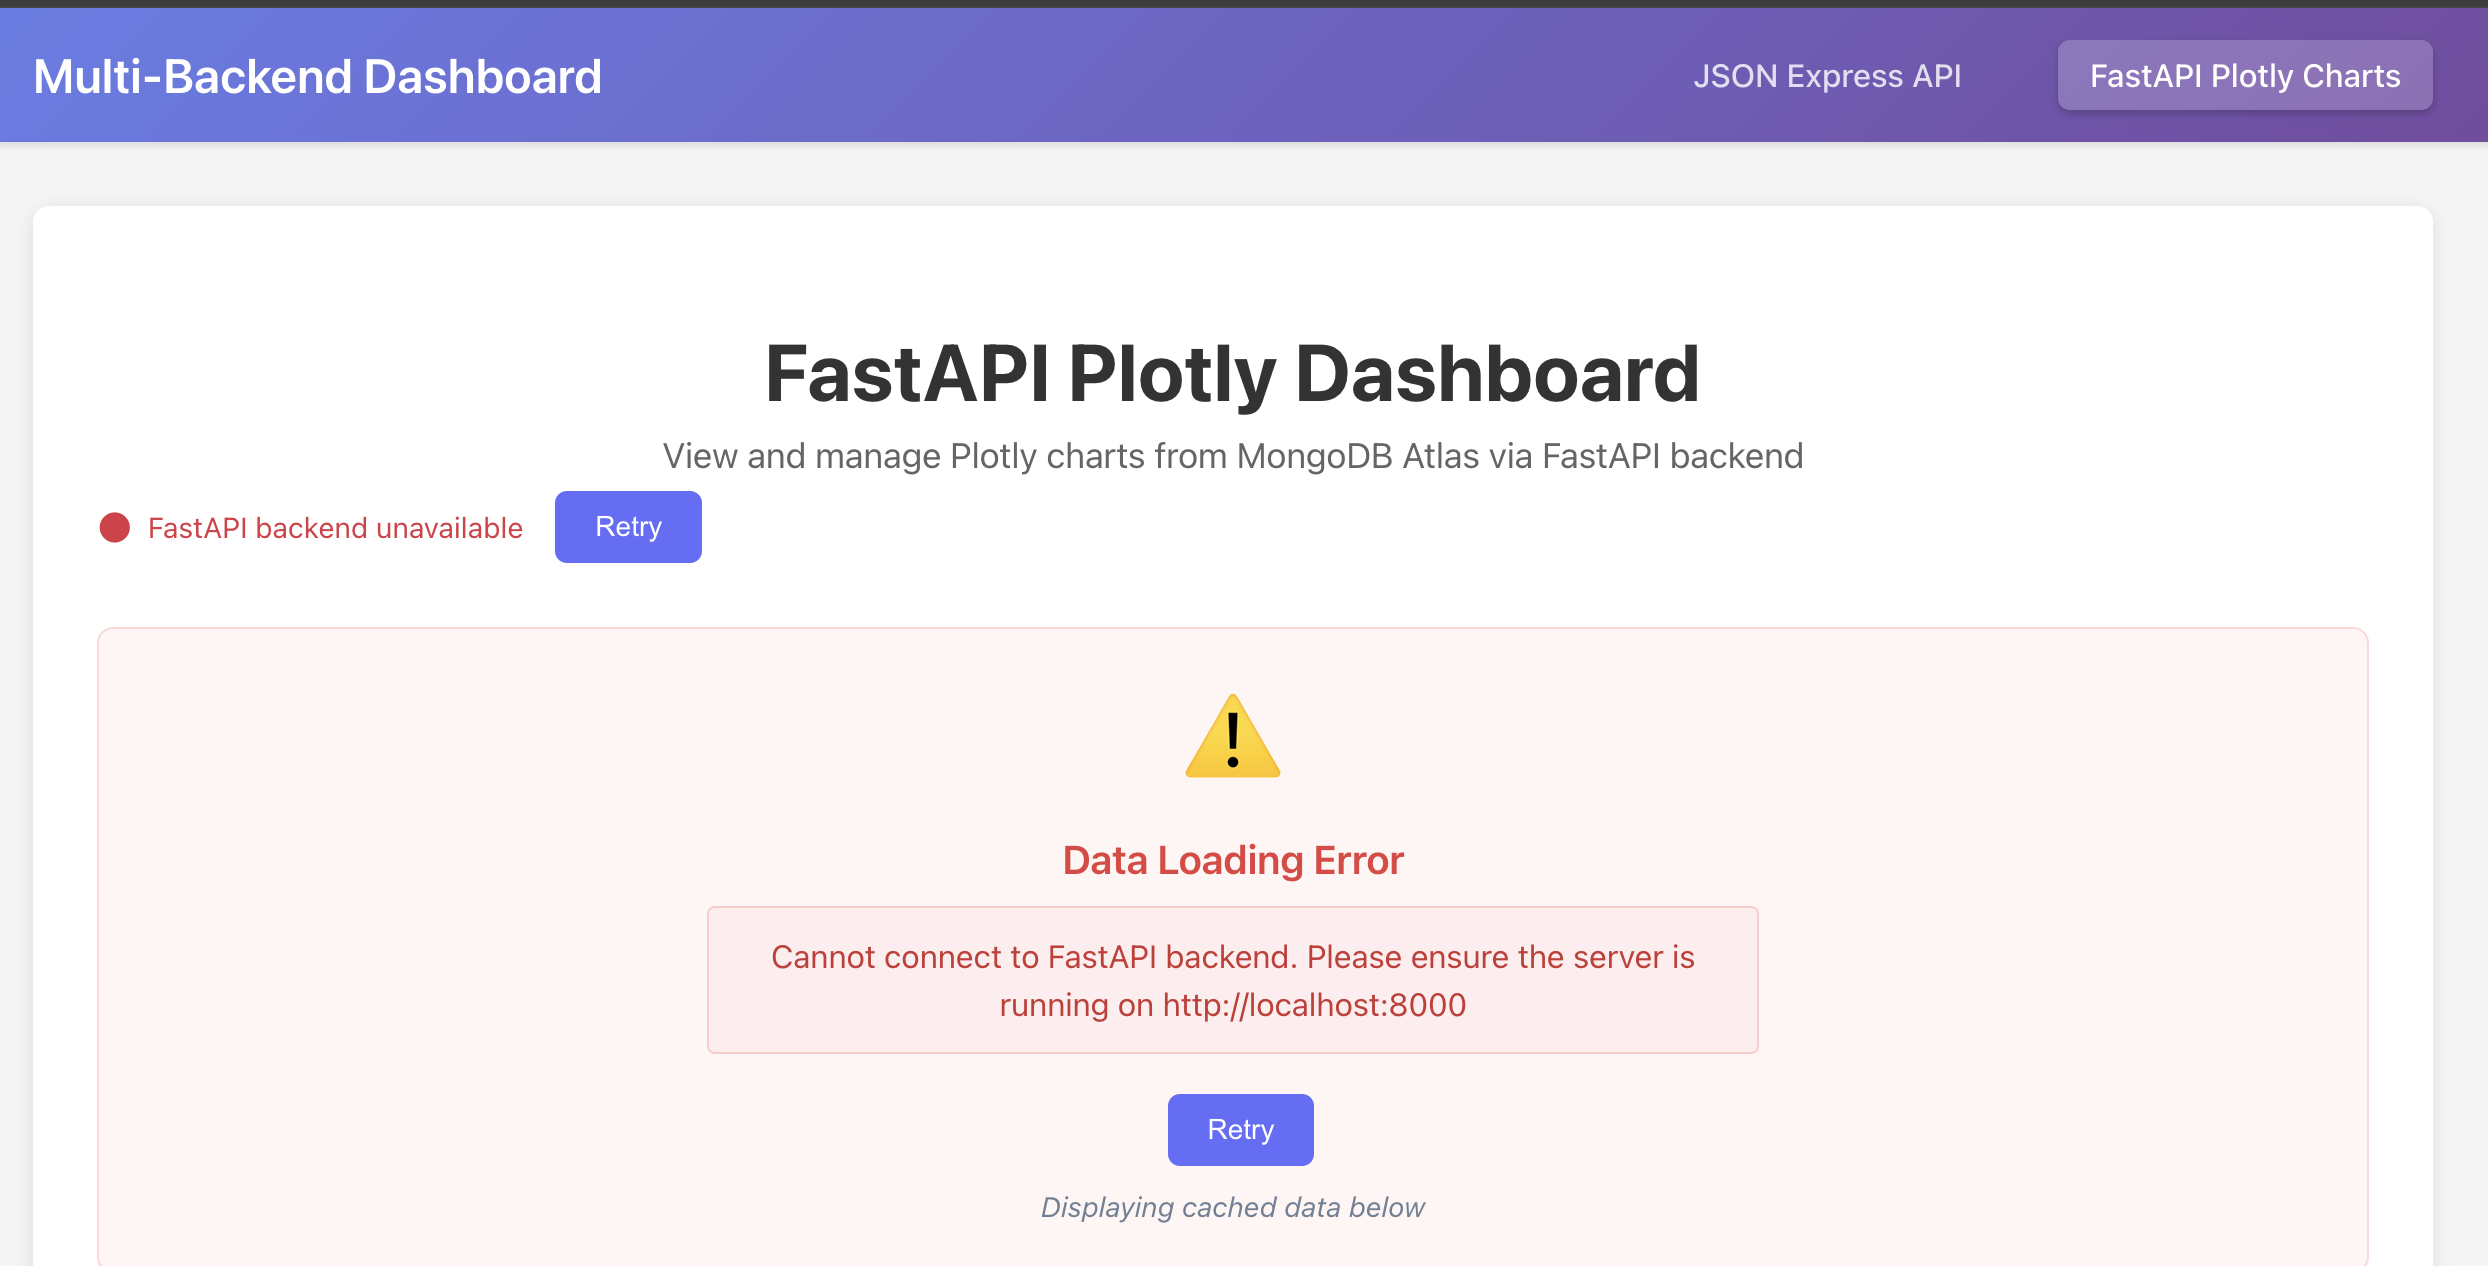 Multi-Backend Dashboard
JSON Express API
FastAPI Plotly Charts
FastAPI Plotly Dashboard
View and manage Plotly charts from MongoDB Atlas via FastAPI backend
FastAPI backend unavailable
Retry
Data Loading Error
Cannot connect to FastAPI backend. Please ensure the server is
running on http://localhost:8000
Retry
Displaying cached data below